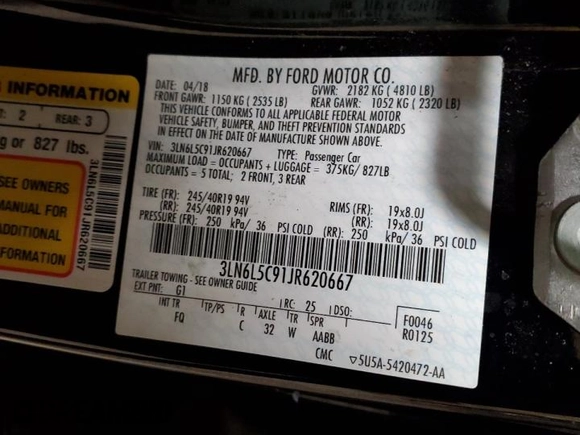 INFORMATION
: 2 REAR: 3
g or 827 lbs.
SEE OWNERS
MANUAL FOR
ADDITIONAL
INFORMATION
3LN6L5C91JR620667
MFD. BY FORD MOTOR CO.
DATE: 04/18 GVWR: 2182 KG ( 4810 LB)
FRONT GAWR: 1150 KG ( 2535 LB) REAR GAWR: 1052 KG ( 2320 LB)
THIS VEHICLE CONFORMS TO ALL APPLICABLE FEDERAL MOTOR
VEHICLE SAFETY, BUMPER, AND THEFT PREVENTION STANDARDS
IN EFFECT ON THE DATE OF MANUFACTURE SHOWN ABOVE.
VIN: 3LN6L5C91JR620667 TYPE: Passenger Car
MAXIMUM LOAD = OCCUPANTS + LUGGAGE = 375KG/ 827LB
OCCUPANTS = 5 TOTAL; 2 FRONT, 3 REAR
TIRE (FR): 245/40R19 94V RIMS (FR): 19x8.0J
(RR): 245/40R19 94V (RR): 19x8.0J
PRESSURE (FR): 250 kPa/ 36 PSI COLD (RR): 250 kPa/ 36 PSI COLD
3LN6L5C91JR620667
TRAILER TOWING - SEE OWNER GUIDE
EXT PNT: G1 RC: 25 DSO:
INT TR TP/PS R AXLE TR SPR F0046
FQ C 32 W AABB R0125
CMC ▽5U5A-5420472-AA